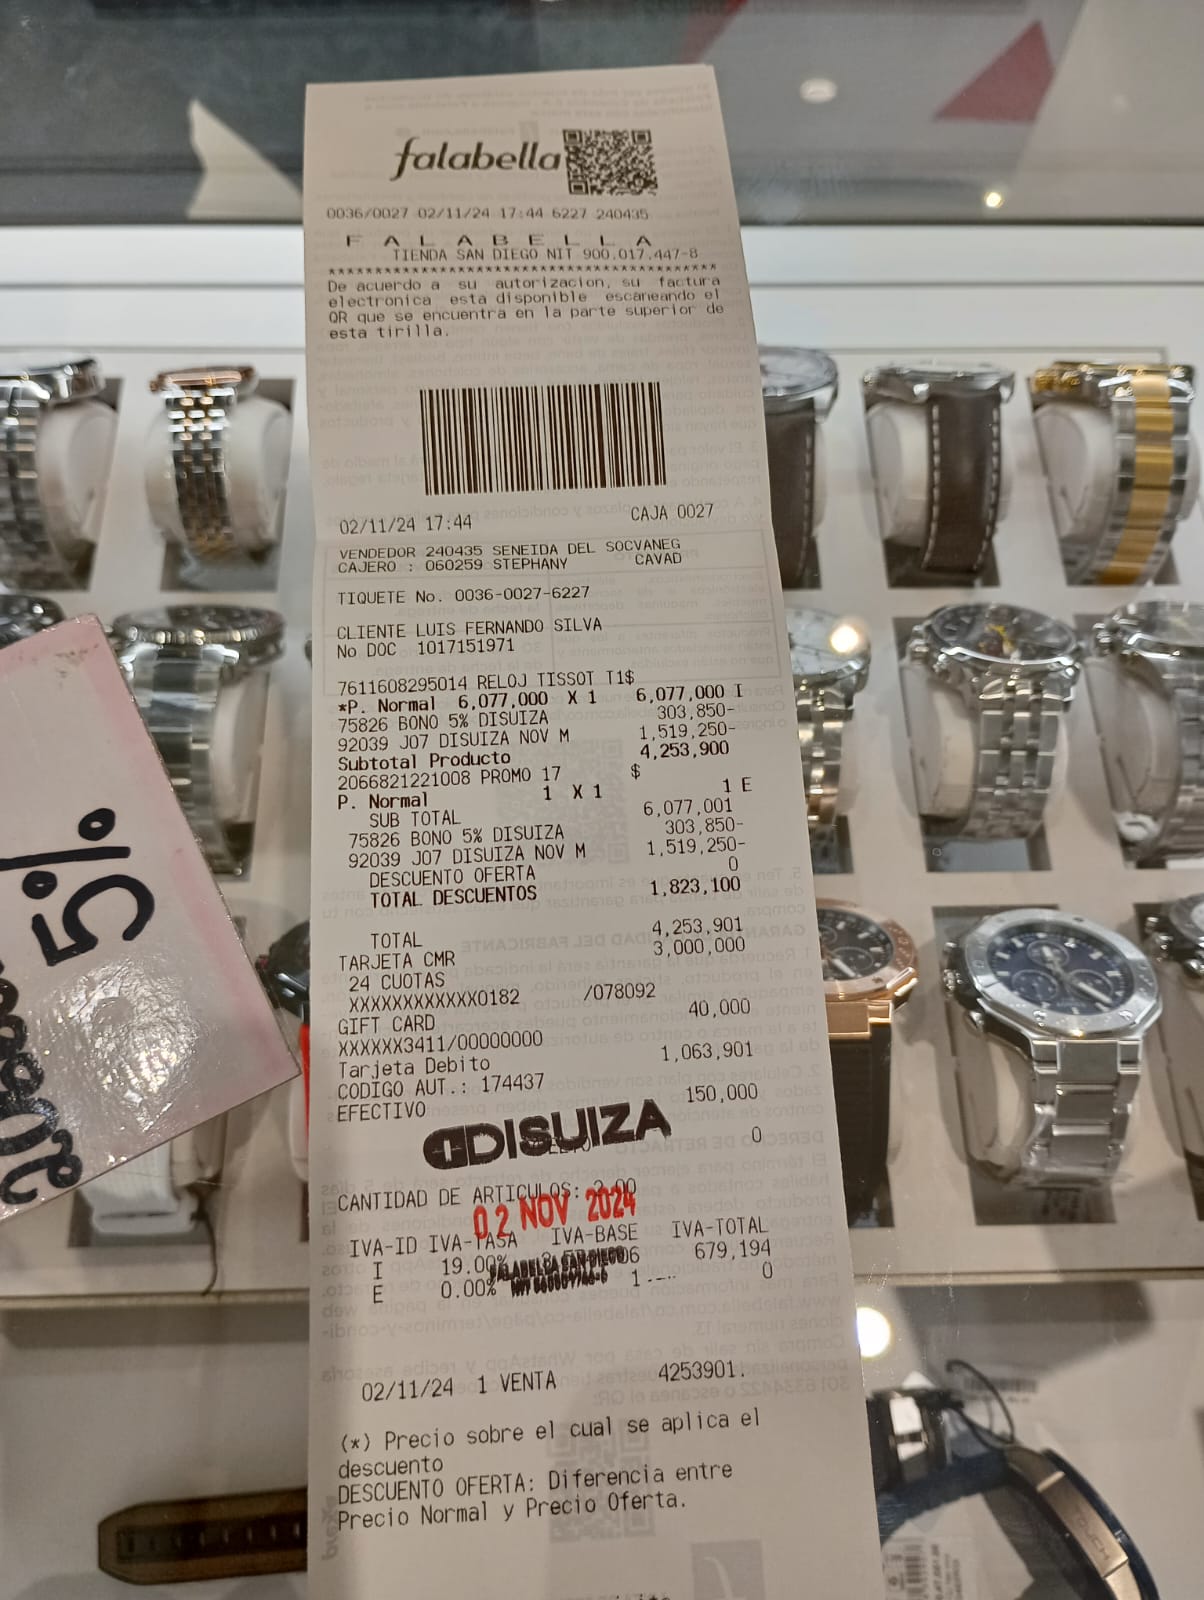 falabella
0036/0027 02/11/24 17:44 6227 240435
F A L A B E L L A
TIENDA SAN DIEGO NIT 900.017.447-8
****************************************
De acuerdo a su autorizacion, su factura
electronica esta disponible escaneando el
QR que se encuentra en la parte superior de
esta tirilla.
02/11/24 17:44 CAJA 0027
VENDEDOR 240435 SENEIDA DEL SOCVANEG
CAJERO : 060259 STEPHANY CAVAD
TIQUETE No. 0036-0027-6227
CLIENTE LUIS FERNANDO SILVA
No DOC 1017151971
7611608295014 RELOJ TISSOT T1$
*P. Normal 6,077,000 X 1 6,077,000 I
75826 BONO 5% DISUIZA 303,850-
92039 J07 DISUIZA NOV M 1,519,250-
Subtotal Producto 4,253,900
2066821221008 PROMO 17 $
P. Normal 1 X 1 1 E
SUB TOTAL 6,077,001
75826 BONO 5% DISUIZA 303,850-
92039 J07 DISUIZA NOV M 1,519,250-
DESCUENTO OFERTA 0
TOTAL DESCUENTOS 1,823,100
TOTAL 4,253,901
TARJETA CMR 3,000,000
24 CUOTAS
XXXXXXXXXXXX0182 /078092
GIFT CARD 40,000
XXXXXX3411/00000000
Tarjeta Debito 1,063,901
CODIGO AUT.: 174437
EFECTIVO 150,000
DISUIZA
0
CANTIDAD DE ARTICULOS:
02 NOV 2024
IVA-ID IVA-TASA IVA-BASE IVA-TOTAL
I 19.00% 679,194
E 0.00% 1 0
FALABELLA SAN DIEGO
02/11/24 1 VENTA 4253901.
(*) Precio sobre el cual se aplica el
descuento
DESCUENTO OFERTA: Diferencia entre
Precio Normal y Precio Oferta.
5%
TOUCH